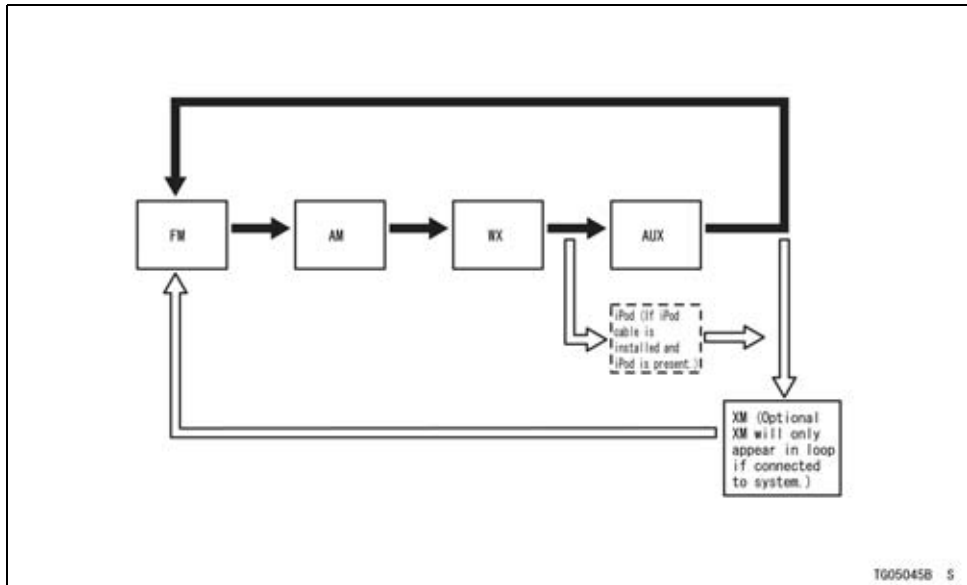 FM
AM
WX
AUX
iPod (If iPod
cable is
installed and
iPod is present.)
XM (Optional
XM will only
appear in loop
if connected
to system.)
TG05045B S